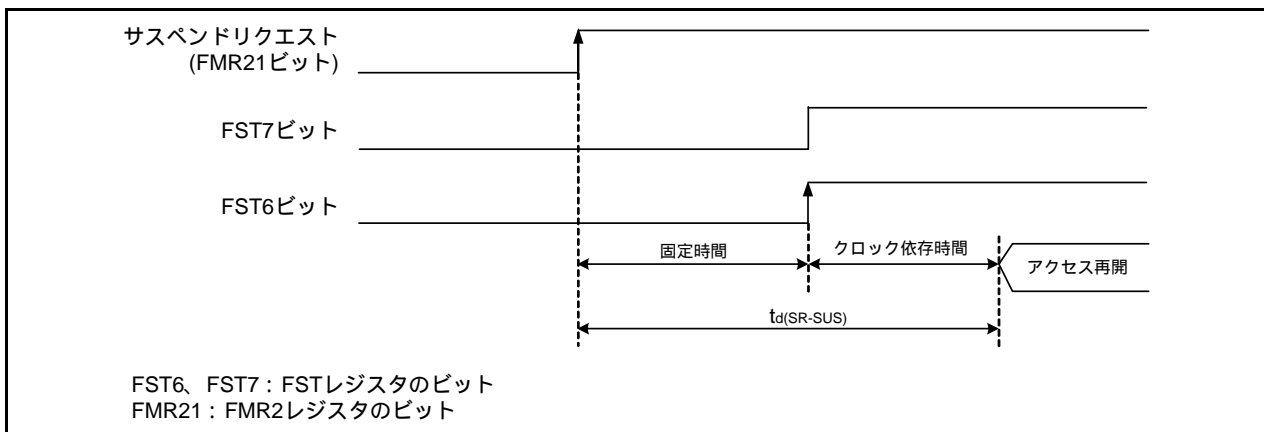 サスペンドリクエスト
(FMR21ビット)
FST7ビット
FST6ビット
固定時間
クロック依存時間
アクセス再開
td(SR-SUS)
FST6、FST7：FSTレジスタのビット
FMR21：FMR2レジスタのビット